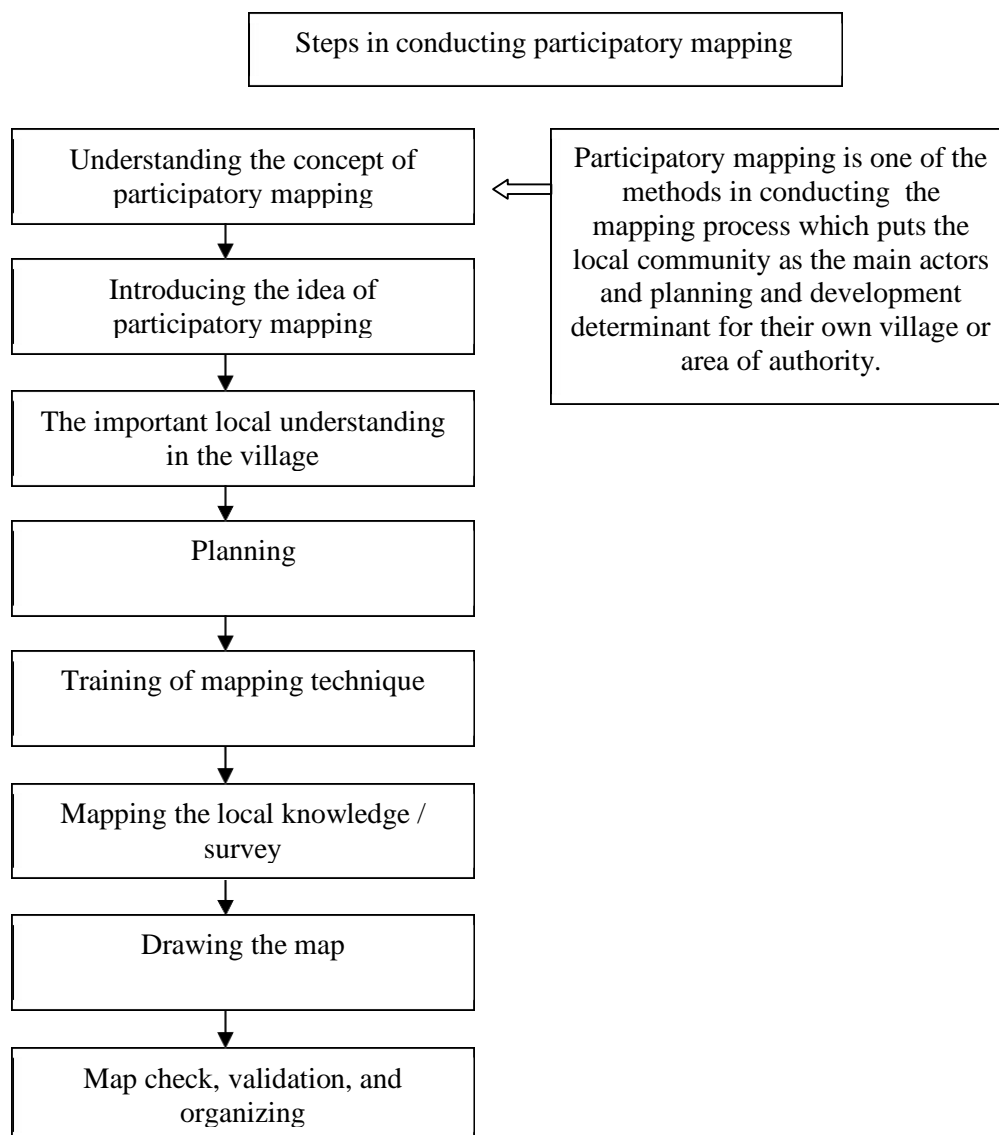 Steps in conducting participatory mapping
Understanding the concept of
participatory mapping
Participatory mapping is one of the
methods in conducting the
mapping process which puts the
local community as the main actors
and planning and development
determinant for their own village or
area of authority.
Introducing the idea of
participatory mapping
The important local understanding
in the village
Planning
Training of mapping technique
Mapping the local knowledge /
survey
Drawing the map
Map check, validation, and
organizing